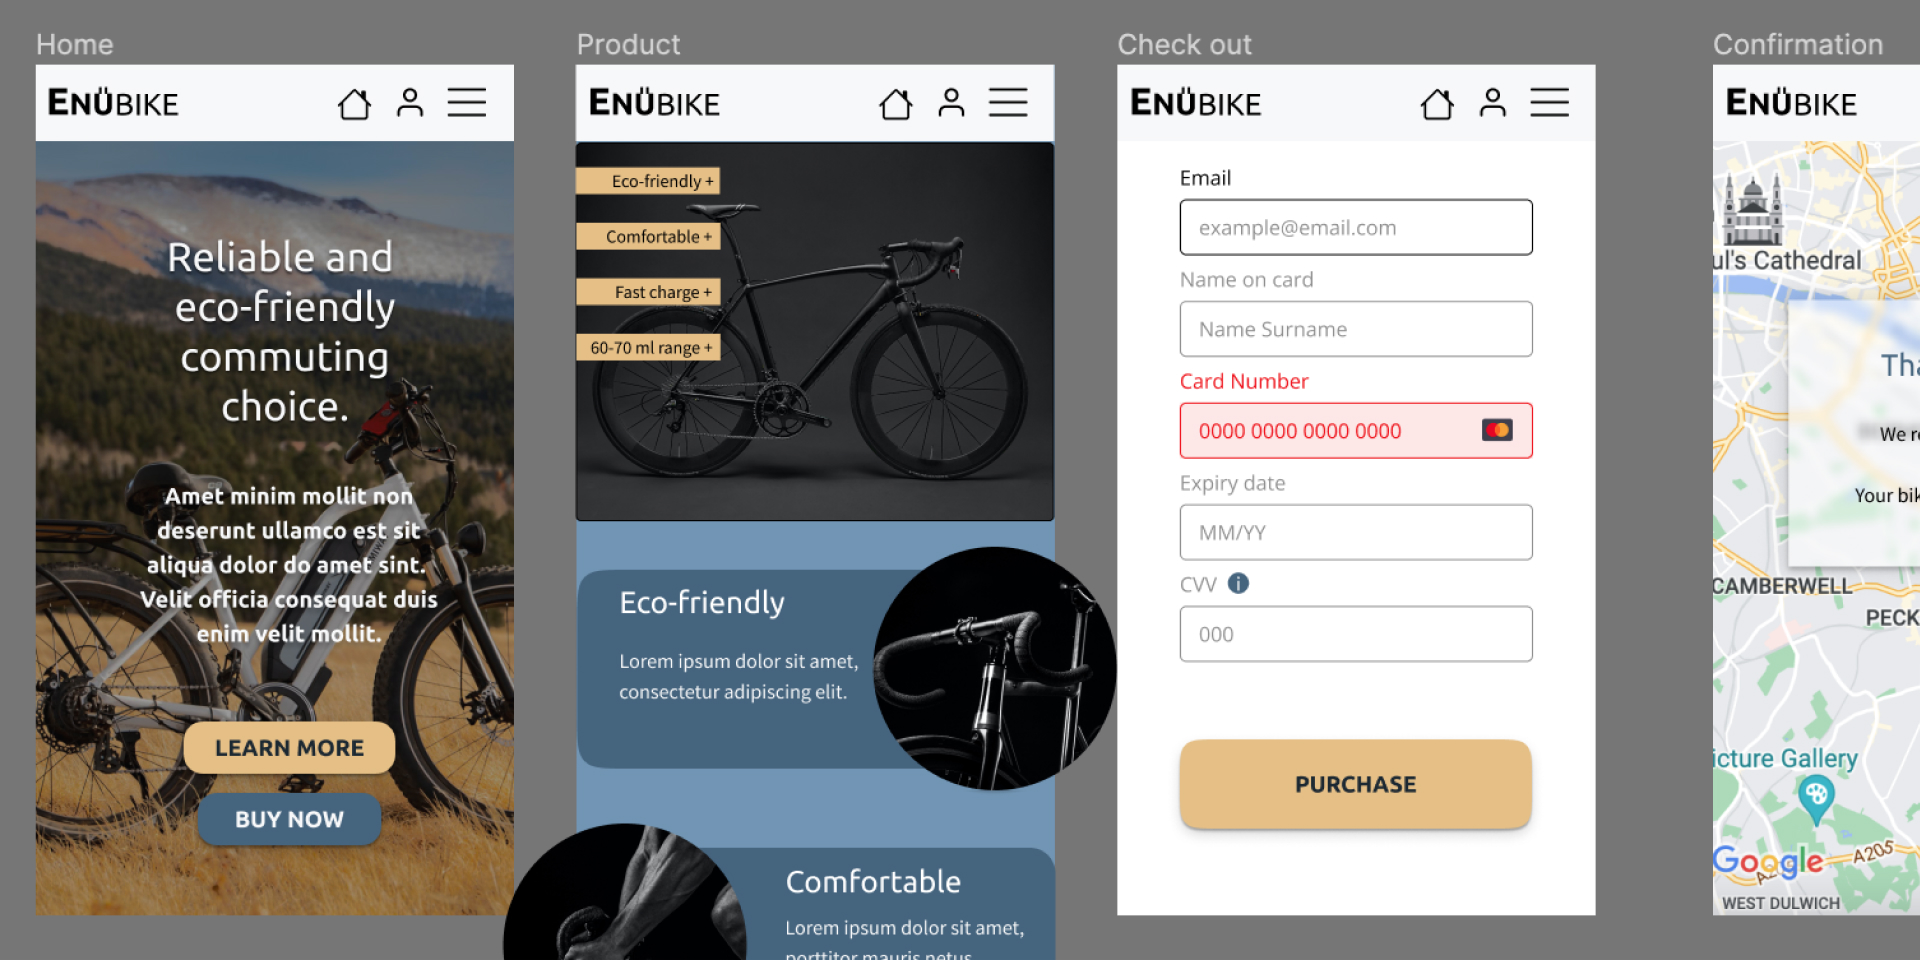 Home
ENÜBIKE
Reliable and
eco-friendly
commuting
choice.
Amet minim mollit non
deserunt ullamco est sit
aliqua dolor do amet sint.
Velit officia consequat duis
enim velit mollit.
LEARN MORE
BUY NOW
Product
ENÜBIKE
Eco-friendly +
Comfortable +
Fast charge +
60-70 ml range +
Eco-friendly
Lorem ipsum dolor sit amet,
consectetur adipiscing elit.
Comfortable
Lorem ipsum dolor sit amet,
porttitor mauris netus
Check out
ENÜBIKE
Email
example@email.com
Name on card
Name Surname
Card Number
0000 0000 0000 0000
Expiry date
MM/YY
CVV i
000
PURCHASE
Confirmation
ENÜBIKE
ul's Cathedral
Tha
We re
Your bik
CAMBERWELL
PECK
icture Gallery
Google
A205
WEST DULWICH